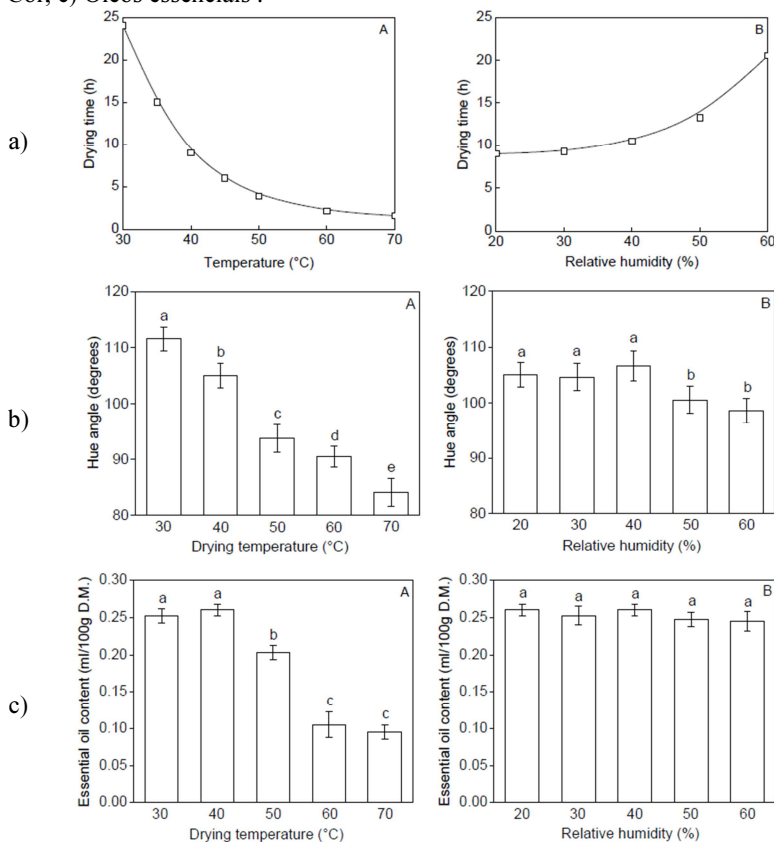 Cor, c) Óleos essenciais .
a)
A
25
20
15
10
5
0
Drying time (h)
30 40 50 60 70
Temperature (°C)
B
25
20
15
10
5
0
Drying time (h)
20 30 40 50 60
Relative humidity (%)
b)
A
120
110
100
90
80
Hue angle (degrees)
a
b
c
d
e
30 40 50 60 70
Drying temperature (°C)
B
120
110
100
90
80
Hue angle (degrees)
a a a b b
20 30 40 50 60
Relative humidity (%)
c)
A
0.30
0.25
0.20
0.15
0.10
0.05
0.00
Essential oil content (ml/100g D.M.)
a a b c c
30 40 50 60 70
Drying temperature (°C)
B
0.30
0.25
0.20
0.15
0.10
0.05
0.00
Essential oil content (ml/100g D.M.)
a a a a a
20 30 40 50 60
Relative humidity (%)